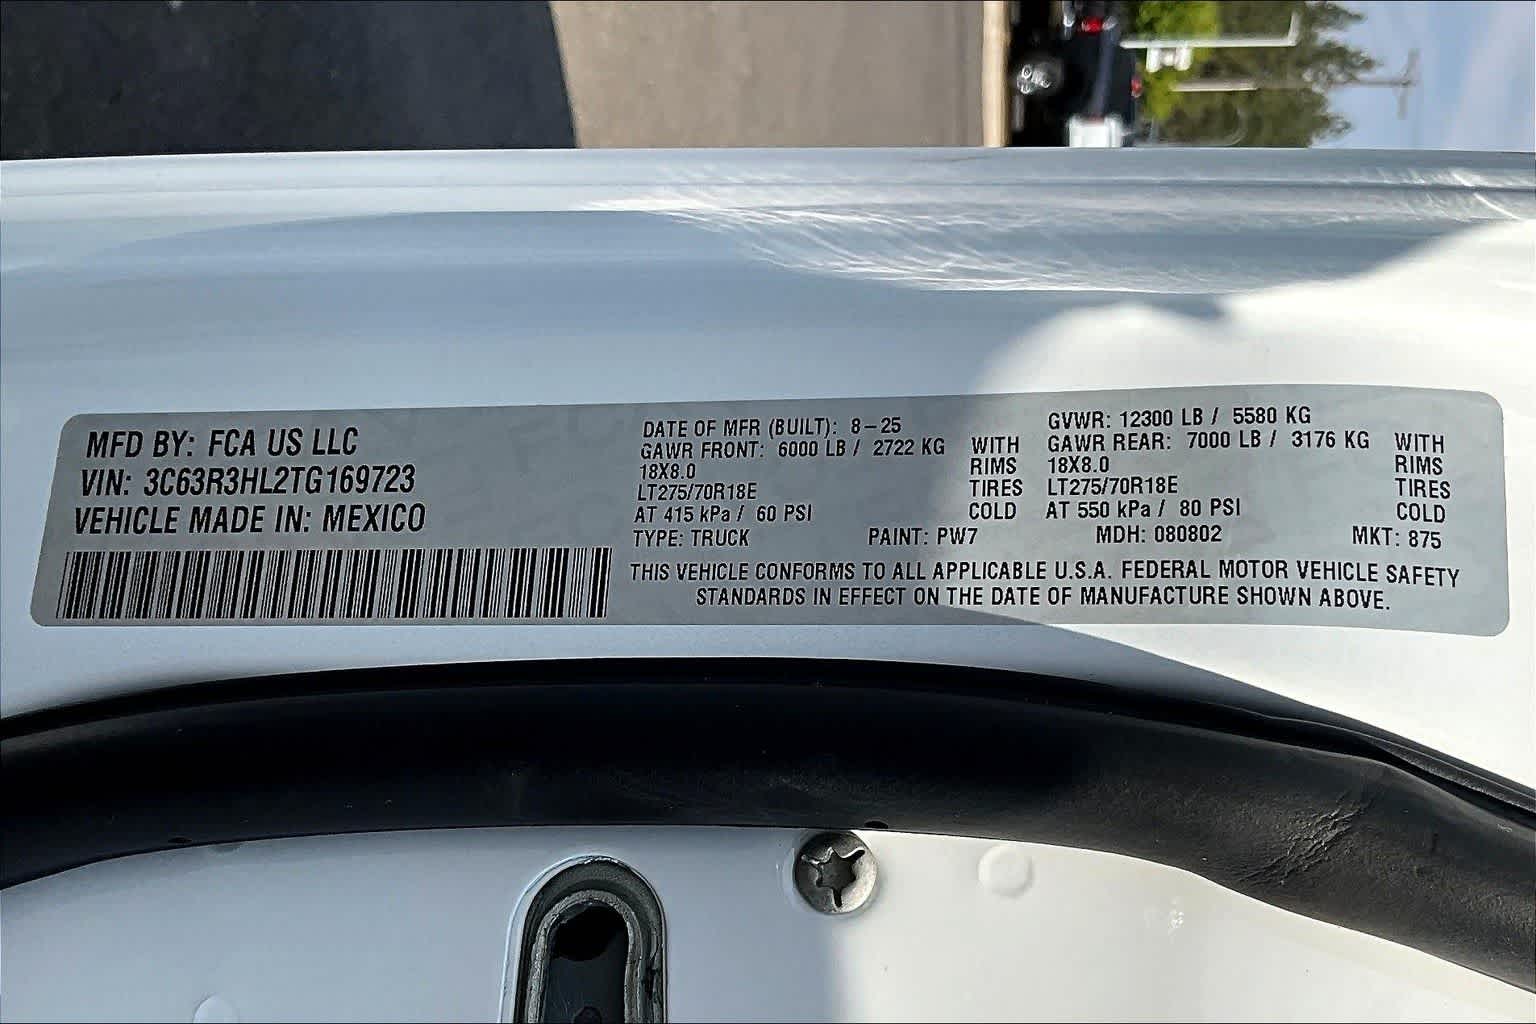 MFD BY: FCA US LLC
VIN: 3C63R3HL2TG169723
VEHICLE MADE IN: MEXICO
DATE OF MFR (BUILT): 8-25
GAWR FRONT: 6000 LB / 2722 KG WITH
18X8.0 RIMS
LT275/70R18E TIRES
AT 415 kPa / 60 PSI COLD
GVWR: 12300 LB / 5580 KG
GAWR REAR: 7000 LB / 3176 KG WITH
18X8.0 RIMS
LT275/70R18E TIRES
AT 550 kPa / 80 PSI COLD
TYPE: TRUCK PAINT: PW7 MDH: 080802 MKT: 875
THIS VEHICLE CONFORMS TO ALL APPLICABLE U.S.A. FEDERAL MOTOR VEHICLE SAFETY
STANDARDS IN EFFECT ON THE DATE OF MANUFACTURE SHOWN ABOVE.